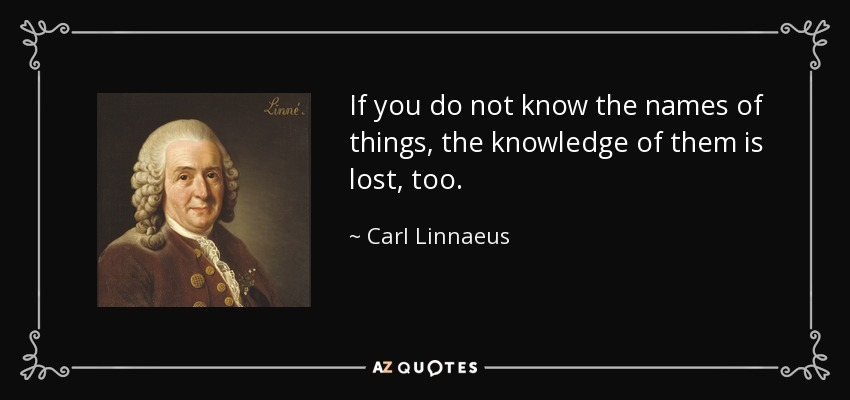 Linné.
If you do not know the names of
things, the knowledge of them is
lost, too.
~ Carl Linnaeus
AZ QUOTES